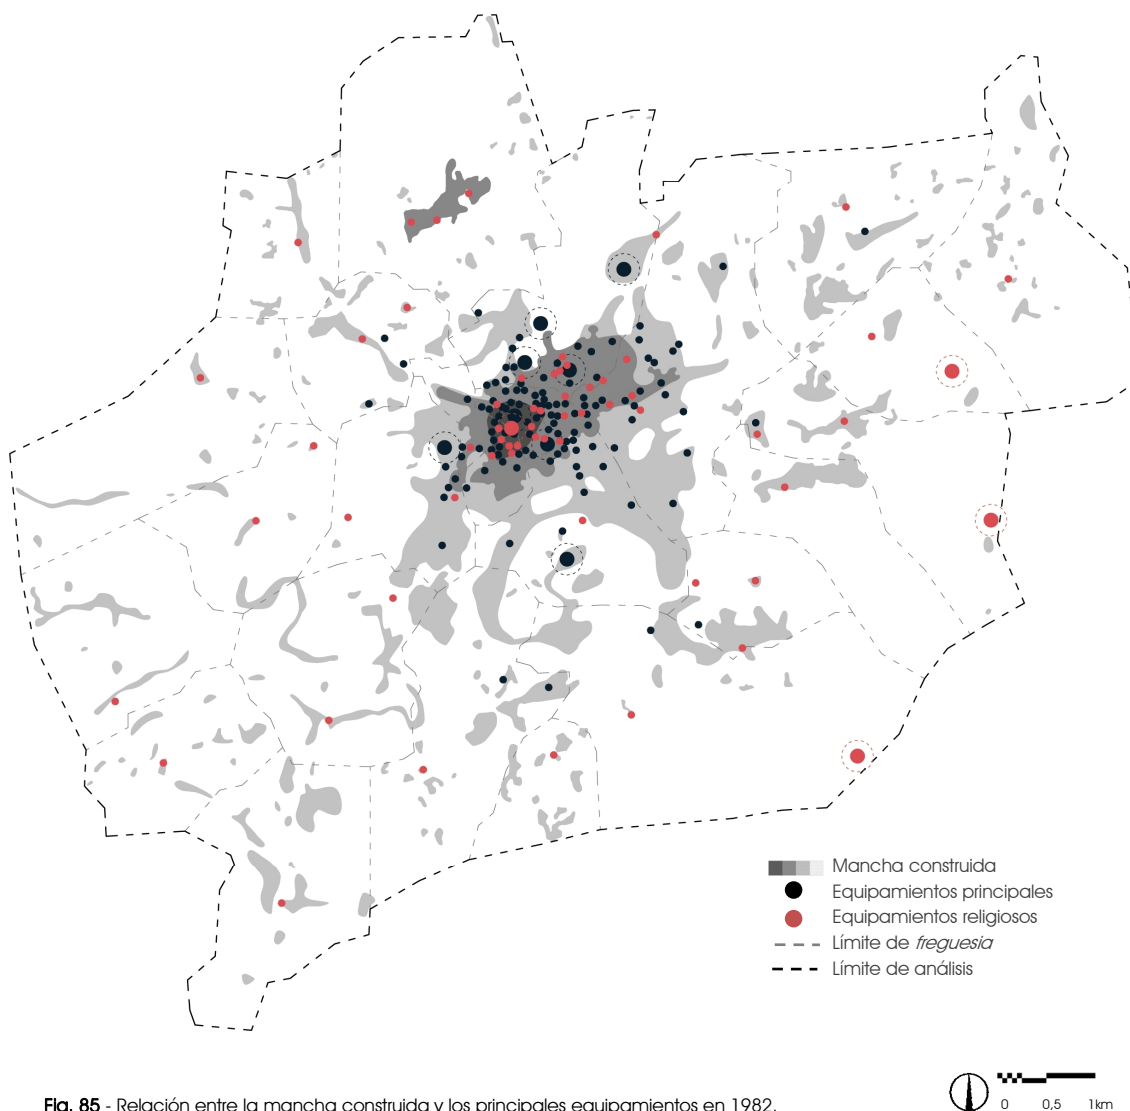 Mancha construida
Equipamientos principales
Equipamientos religiosos
Límite de freguesia
Límite de análisis
0 0,5 1km
Fig. 85 - Relación entre la mancha construida y los principales equipamientos en 1982.